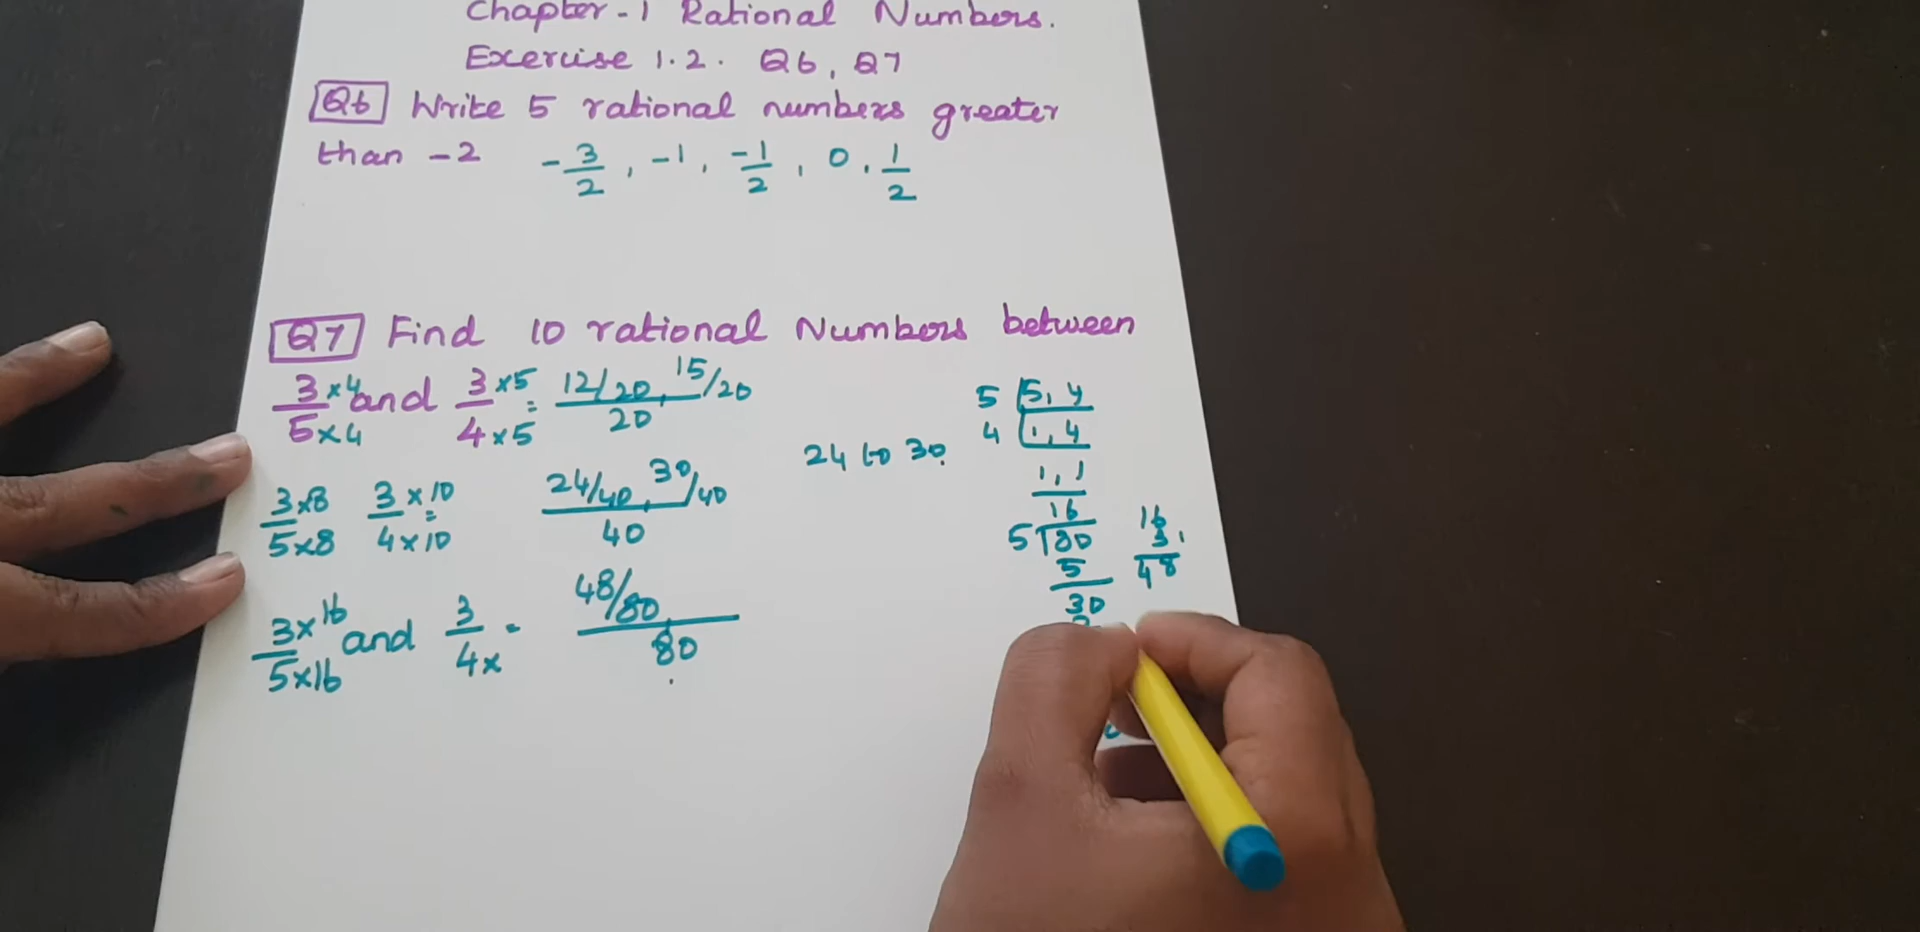 Chapter-1 Rational Numbers.
Exercise 1.2. Q6, Q7
Q6 Write 5 rational numbers greater
than -2 -3/2, -1, -1/2, 0, 1/2
Q7 Find 10 rational Numbers between
3×4/5×4 and 3×5/4×5 = 12/20, 15/20
20
3×8/5×8 3×10/4×10 = 24/40, 30/40
40
24 to 30.
3×16/5×16 and 3/4× = 48/80,
80
5 5, 4
4 1, 4
1, 1
16
5 80
5
30
16
3
48